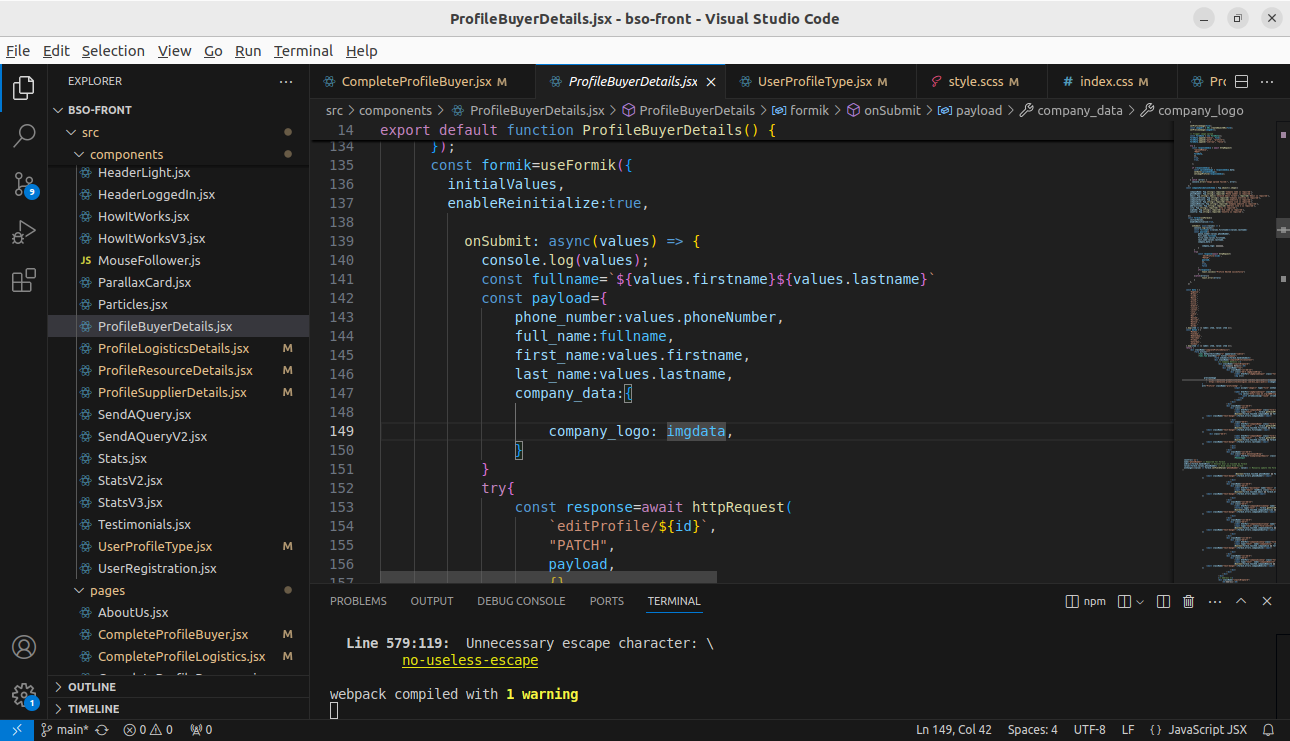 ProfileBuyerDetails.jsx - bso-front - Visual Studio Code
File Edit Selection View Go Run Terminal Help
EXPLORER
BSO-FRONT
src
components
HeaderLight.jsx
HeaderLoggedIn.jsx
HowItWorks.jsx
HowItWorksV3.jsx
JS MouseFollower.js
ParallaxCard.jsx
Particles.jsx
ProfileBuyerDetails.jsx
ProfileLogisticsDetails.jsx M
ProfileResourceDetails.jsx M
ProfileSupplierDetails.jsx M
SendAQuery.jsx
SendAQueryV2.jsx
Stats.jsx
StatsV2.jsx
StatsV3.jsx
Testimonials.jsx
UserProfileType.jsx M
UserRegistration.jsx
pages
AboutUs.jsx
CompleteProfileBuyer.jsx M
CompleteProfileLogistics.jsx M
OUTLINE
TIMELINE
9
1
CompleteProfileBuyer.jsx M ProfileBuyerDetails.jsx UserProfileType.jsx M style.scss M # index.css M Prc
src > components > ProfileBuyerDetails.jsx > ProfileBuyerDetails > formik > onSubmit > payload > company_data > company_logo
14 export default function ProfileBuyerDetails() {
134 });
135 const formik=useFormik({
136 initialValues,
137 enableReinitialize:true,
138
139 onSubmit: async(values) => {
140 console.log(values);
141 const fullname=`${values.firstname}${values.lastname}`
142 const payload={
143 phone_number:values.phoneNumber,
144 full_name:fullname,
145 first_name:values.firstname,
146 last_name:values.lastname,
147 company_data:{
148
149 company_logo: imgdata,
150 }
151 }
152 try{
153 const response=await httpRequest(
154 `editProfile/${id}`,
155 "PATCH",
156 payload,
157 {}
PROBLEMS OUTPUT DEBUG CONSOLE PORTS TERMINAL npm
Line 579:119: Unnecessary escape character: \
no-useless-escape
webpack compiled with 1 warning
main* 0 0 0 Ln 149, Col 42 Spaces: 4 UTF-8 LF {} JavaScript JSX